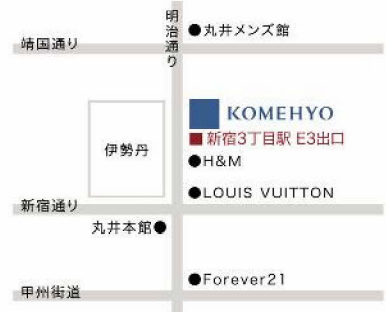 明治通り
丸井メンズ館
靖国通り
KOMEHYO
新宿3丁目駅 E3出口
伊勢丹
H&M
LOUIS VUITTON
新宿通り
丸井本館
Forever21
甲州街道